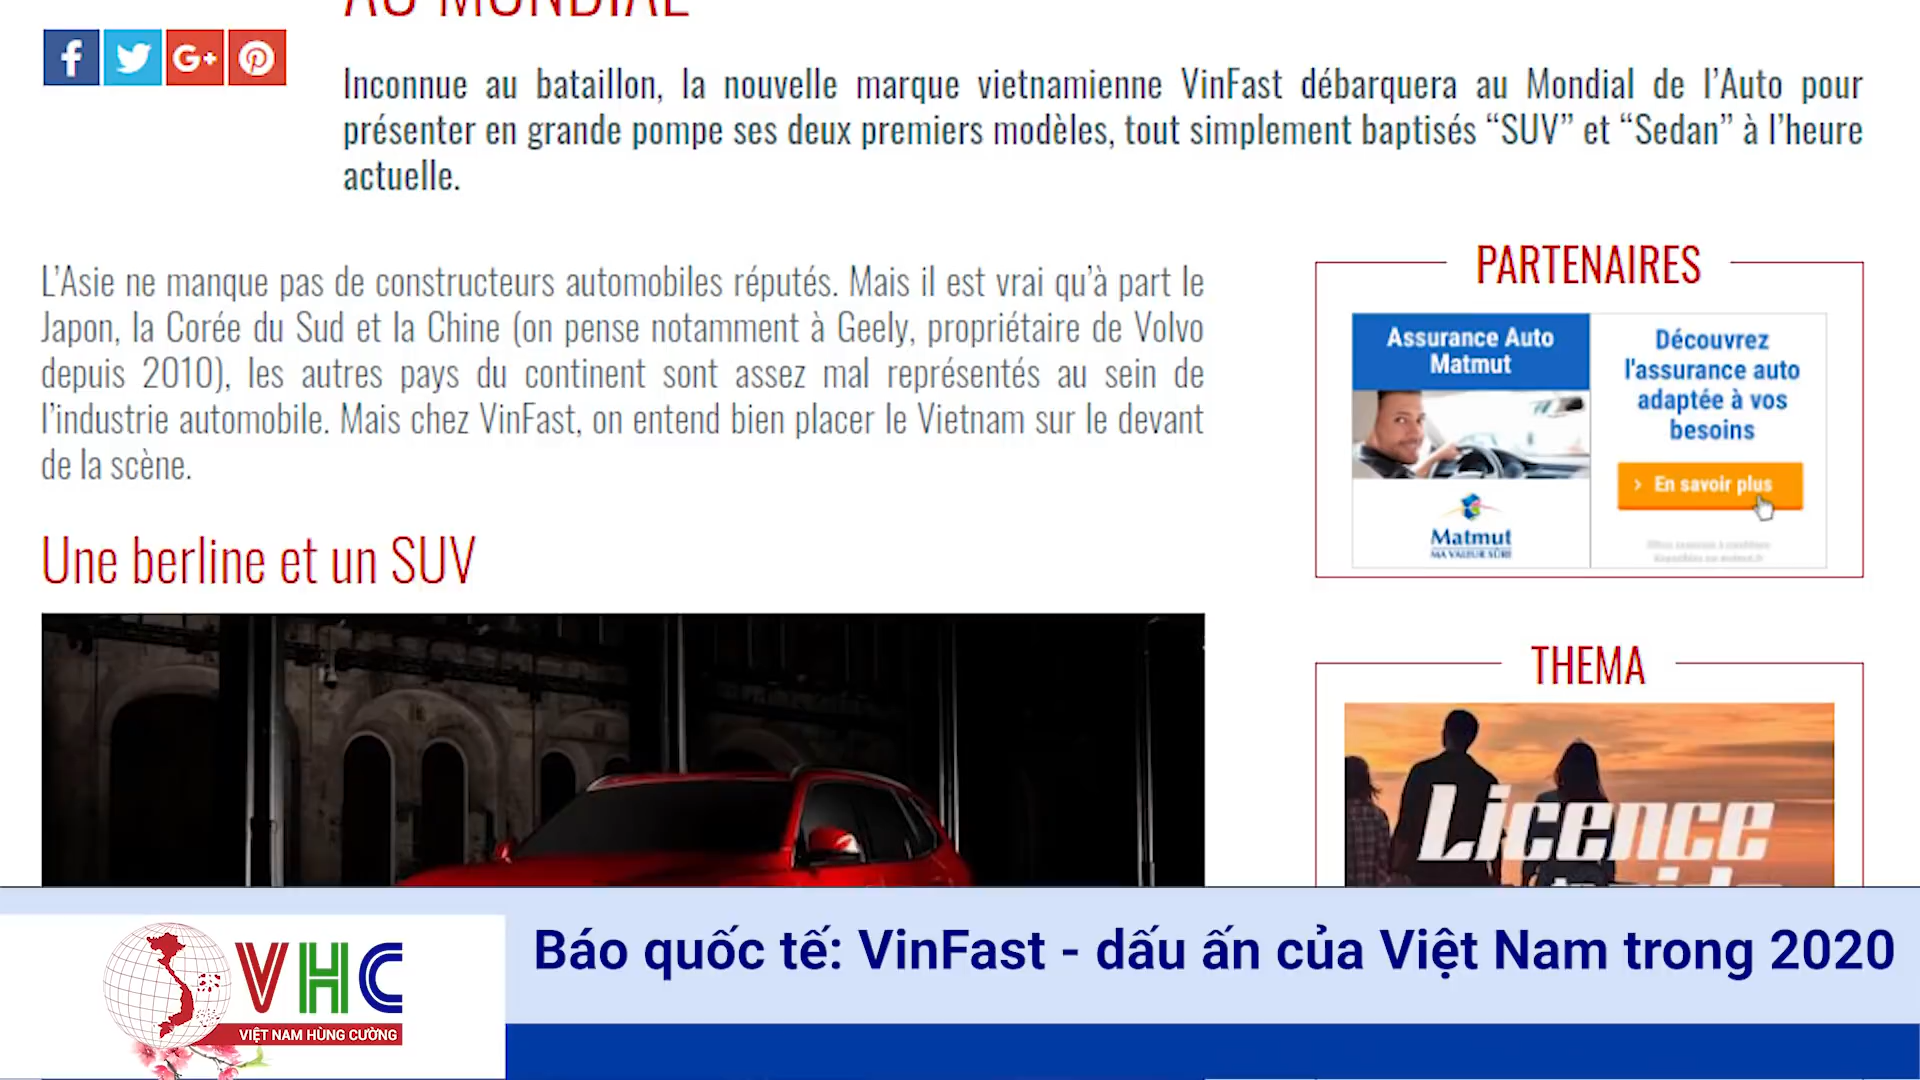 AU MONDIAL
Inconnue au bataillon, la nouvelle marque vietnamienne VinFast débarquera au Mondial de l’Auto pour
présenter en grande pompe ses deux premiers modèles, tout simplement baptisés “SUV” et “Sedan” à l’heure
actuelle.
L’Asie ne manque pas de constructeurs automobiles réputés. Mais il est vrai qu’à part le
Japon, la Corée du Sud et la Chine (on pense notamment à Geely, propriétaire de Volvo
depuis 2010), les autres pays du continent sont assez mal représentés au sein de
l’industrie automobile. Mais chez VinFast, on entend bien placer le Vietnam sur le devant
de la scène.
Une berline et un SUV
PARTENAIRES
Assurance Auto
Matmut
Matmut
MA VALEUR SÛRE
Découvrez
l'assurance auto
adaptée à vos
besoins
En savoir plus
THEMA
Licence
VHC
VIỆT NAM HÙNG CƯỜNG
Báo quốc tế: VinFast - dấu ấn của Việt Nam trong 2020